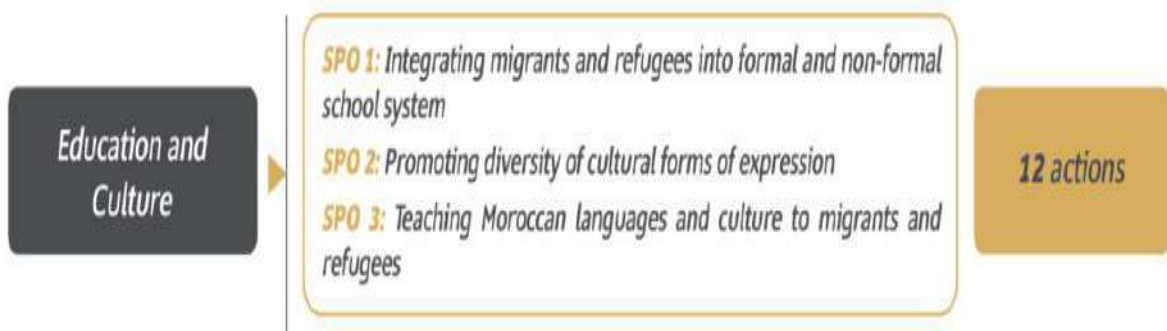 Education and
Culture
SPO 1: Integrating migrants and refugees into formal and non-formal
school system
SPO 2: Promoting diversity of cultural forms of expression
SPO 3: Teaching Moroccan languages and culture to migrants and
refugees
12 actions